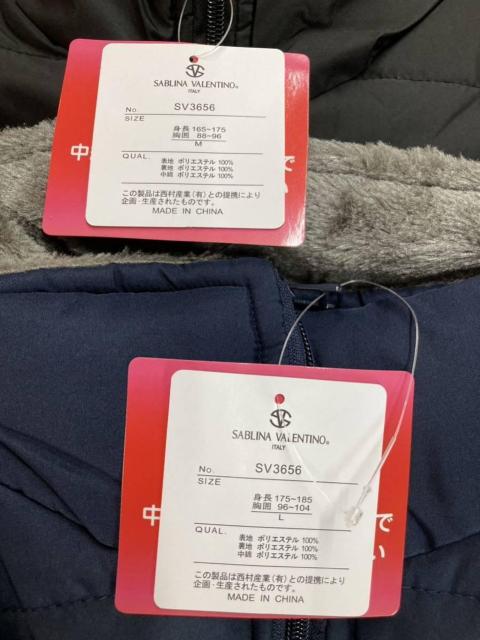 SABLINA VALENTINO®
ITALY
No. SV3656
SIZE
身長 165~175
胸囲 88~96
M
QUAL.
表地 ポリエステル 100%
裏地 ポリエステル 100%
中綿 ポリエステル 100%
この製品は西村産業(有)との提携により
企画・生産されたものです。
MADE IN CHINA
中
で
い
SABLINA VALENTINO®
ITALY
No. SV3656
SIZE
身長 175~185
胸囲 96~104
L
QUAL.
表地 ポリエステル 100%
裏地 ポリエステル 100%
中綿 ポリエステル 100%
この製品は西村産業(有)との提携により
企画・生産されたものです。
MADE IN CHINA
中
で
い